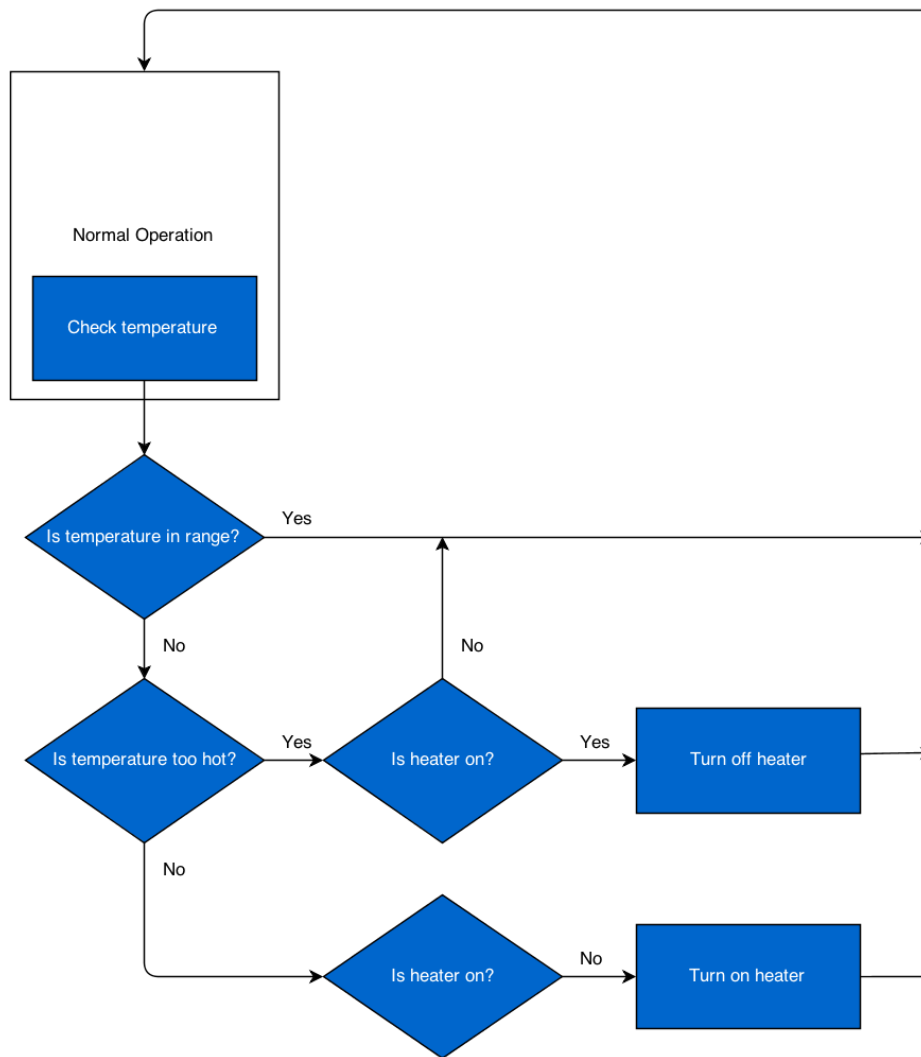 Normal Operation
Check temperature
Is temperature in range?
Yes
No
Is temperature too hot?
Yes
Is heater on?
No
Yes
Turn off heater
No
Is heater on?
No
Turn on heater